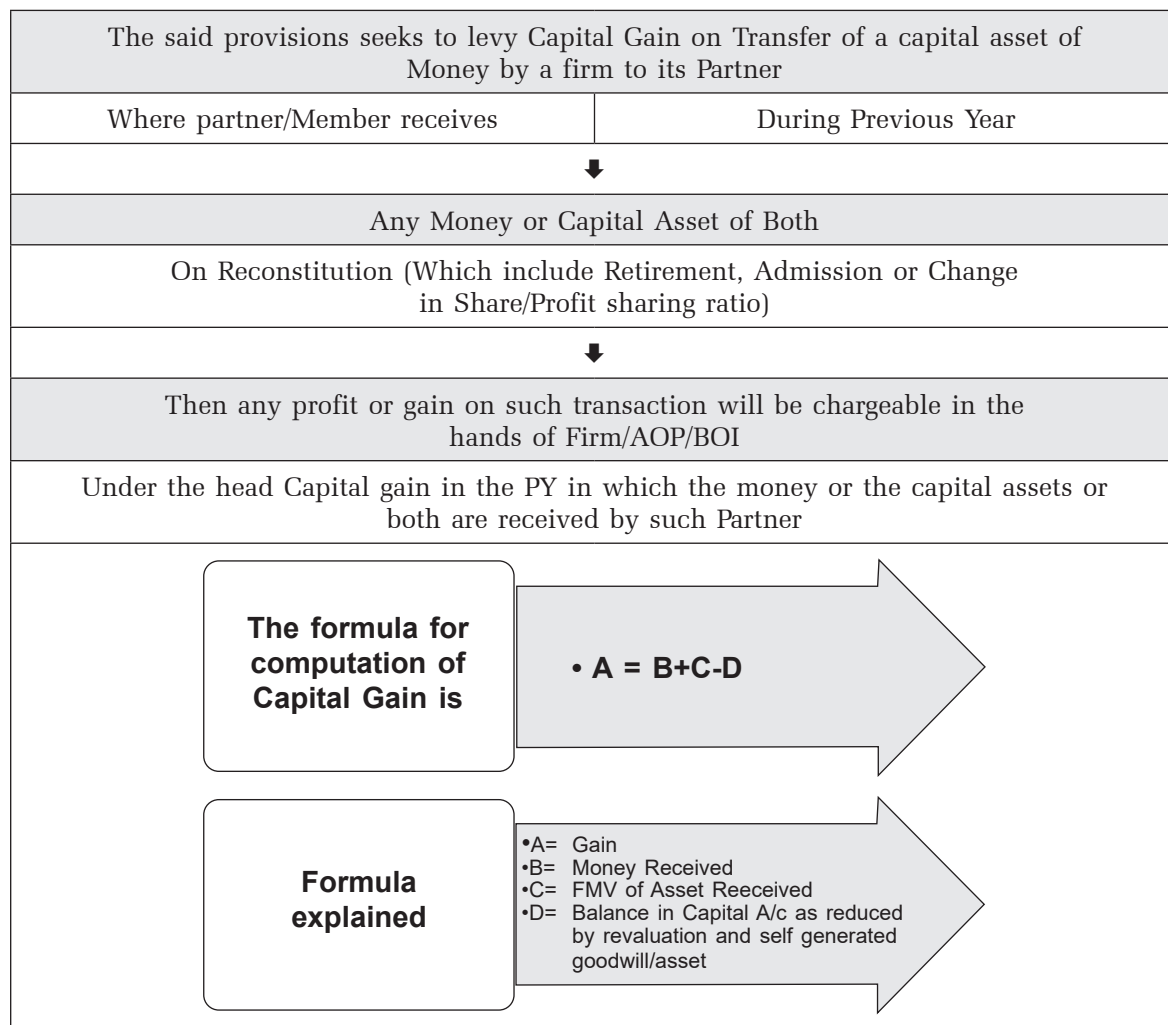 The said provisions seeks to levy Capital Gain on Transfer of a capital asset of
Money by a firm to its Partner
Where partner/Member receives
During Previous Year
Any Money or Capital Asset of Both
On Reconstitution (Which include Retirement, Admission or Change
in Share/Profit sharing ratio)
Then any profit or gain on such transaction will be chargeable in the
hands of Firm/AOP/BOI
Under the head Capital gain in the PY in which the money or the capital assets or
both are received by such Partner
The formula for
computation of
Capital Gain is
• A = B+C-D
Formula
explained
•A= Gain
•B= Money Received
•C= FMV of Asset Reeceived
•D= Balance in Capital A/c as reduced
by revaluation and self generated
goodwill/asset